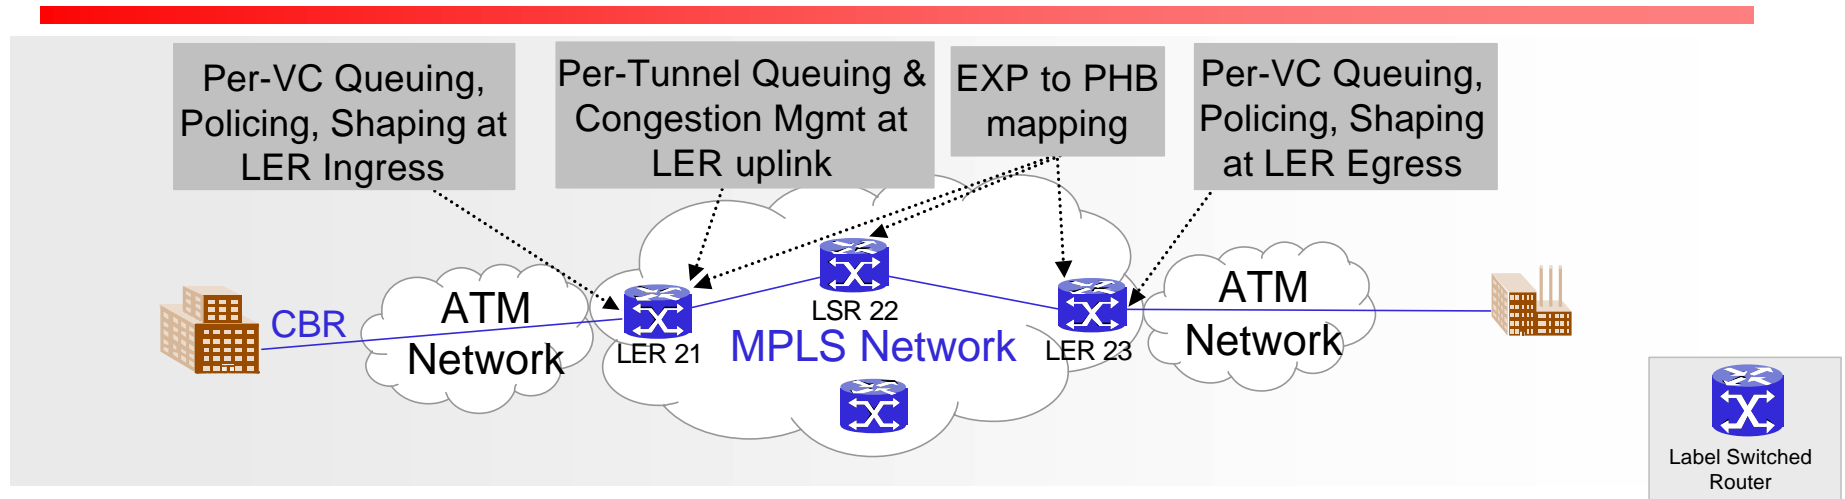 Per-VC Queuing,
Policing, Shaping at
LER Ingress
Per-Tunnel Queuing &
Congestion Mgmt at
LER uplink
EXP to PHB
mapping
Per-VC Queuing,
Policing, Shaping
at LER Egress
CBR
ATM
Network
LER 21
LSR 22
MPLS Network
LER 23
ATM
Network
Label Switched
Router